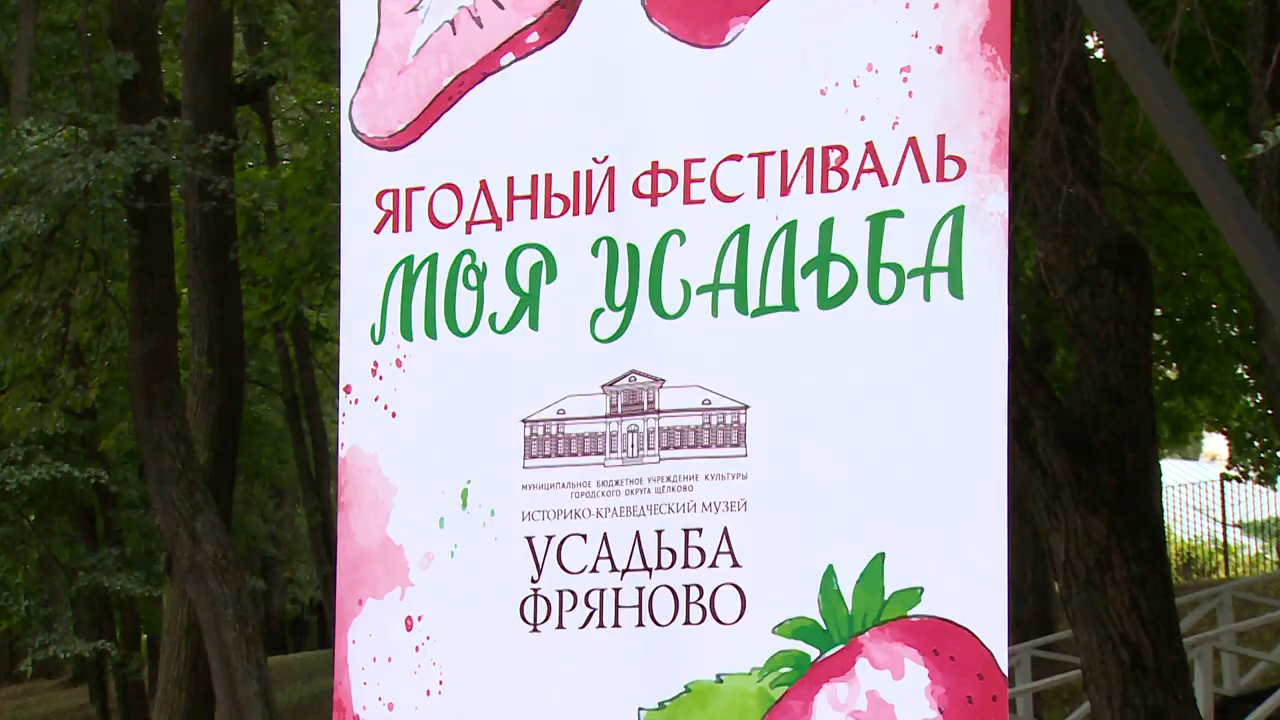 ЯГОДНЫЙ ФЕСТИВАЛЬ
МОЯ УСАДЬБА
МУНИЦИПАЛЬНОЕ БЮДЖЕТНОЕ УЧРЕЖДЕНИЕ КУЛЬТУРЫ
ГОРОДСКОГО ОКРУГА ЩЁЛКОВО
ИСТОРИКО-КРАЕВЕДЧЕСКИЙ МУЗЕЙ
УСАДЬБА
ФРЯНОВО